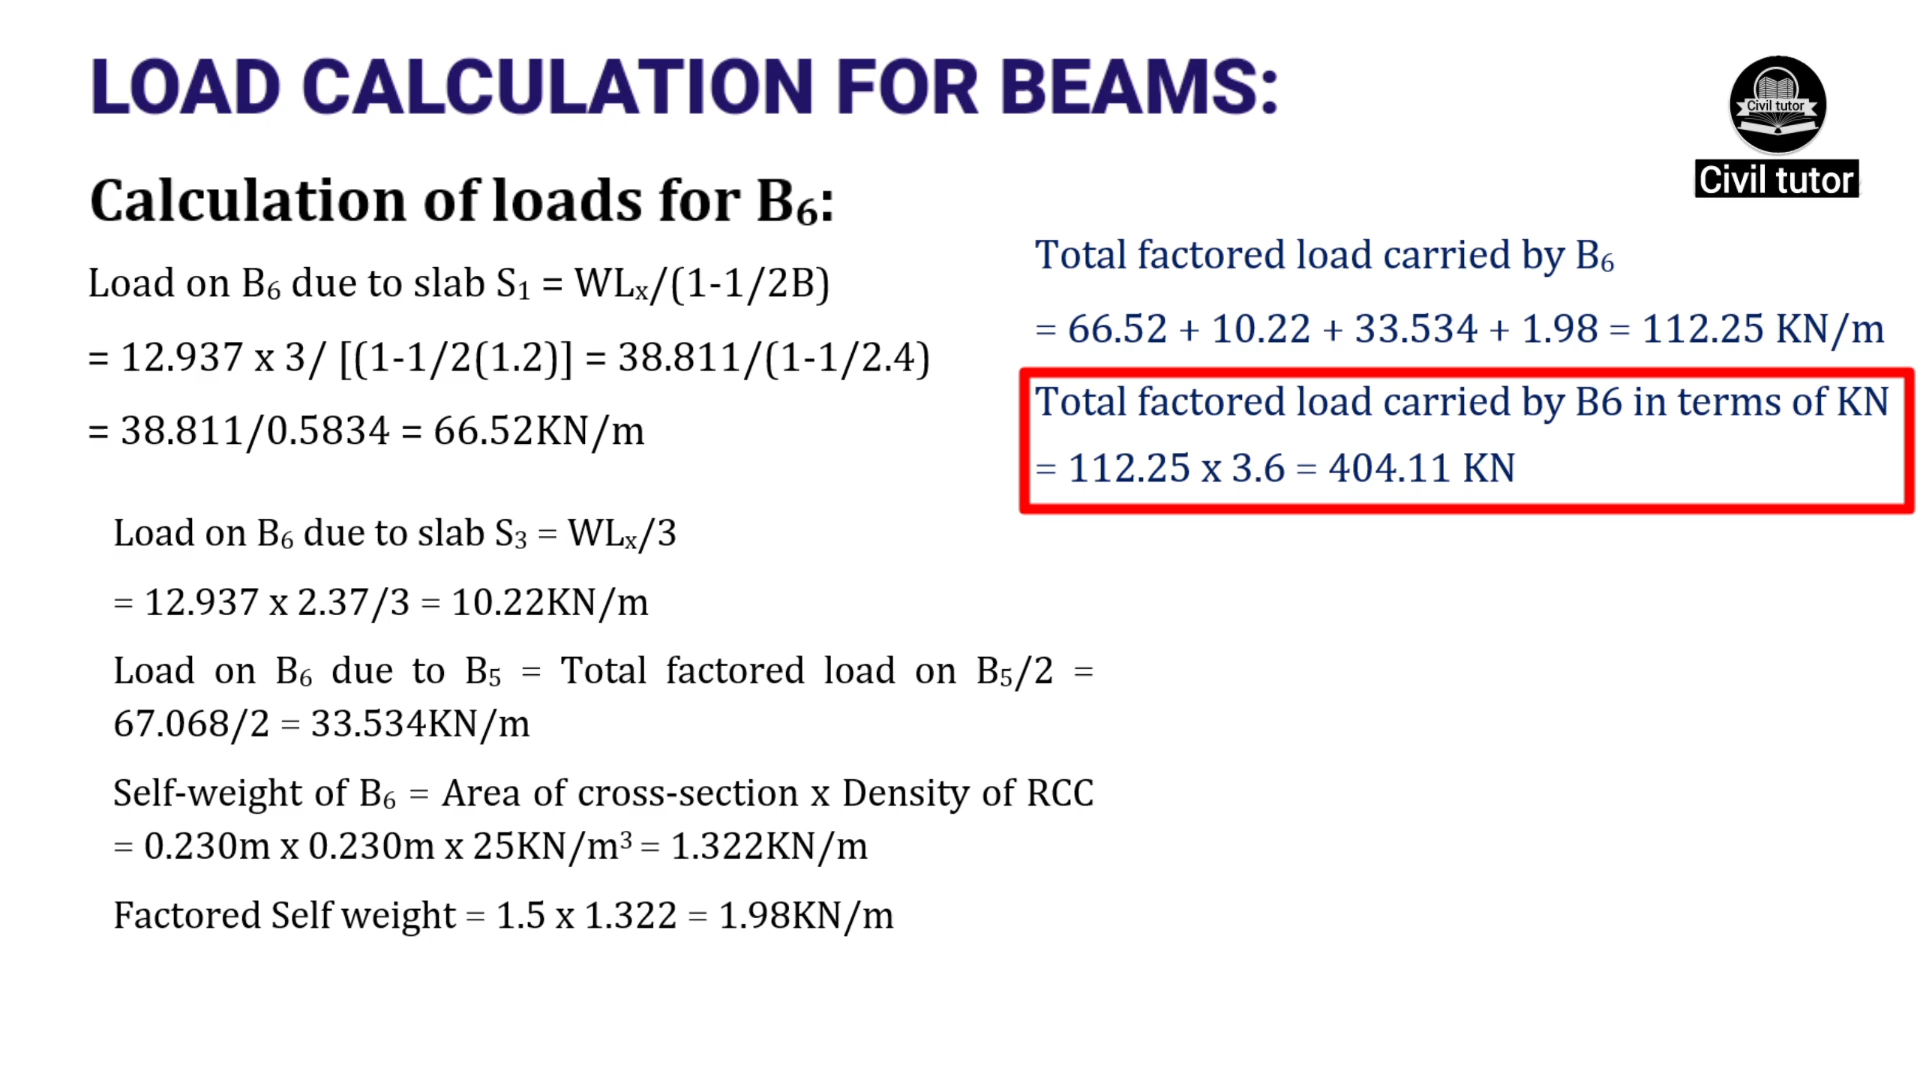 LOAD CALCULATION FOR BEAMS:
Civil tutor
Civil tutor
Calculation of loads for B₆:
Load on B₆ due to slab S₁ = WLₓ/(1-1/2B)
= 12.937 x 3/ [(1-1/2(1.2)] = 38.811/(1-1/2.4)
= 38.811/0.5834 = 66.52KN/m
Load on B₆ due to slab S₃ = WLₓ/3
= 12.937 x 2.37/3 = 10.22KN/m
Load on B₆ due to B₅ = Total factored load on B₅/2 =
67.068/2 = 33.534KN/m
Self-weight of B₆ = Area of cross-section x Density of RCC
= 0.230m x 0.230m x 25KN/m³ = 1.322KN/m
Factored Self weight = 1.5 x 1.322 = 1.98KN/m
Total factored load carried by B₆
= 66.52 + 10.22 + 33.534 + 1.98 = 112.25 KN/m
Total factored load carried by B6 in terms of KN
= 112.25 x 3.6 = 404.11 KN